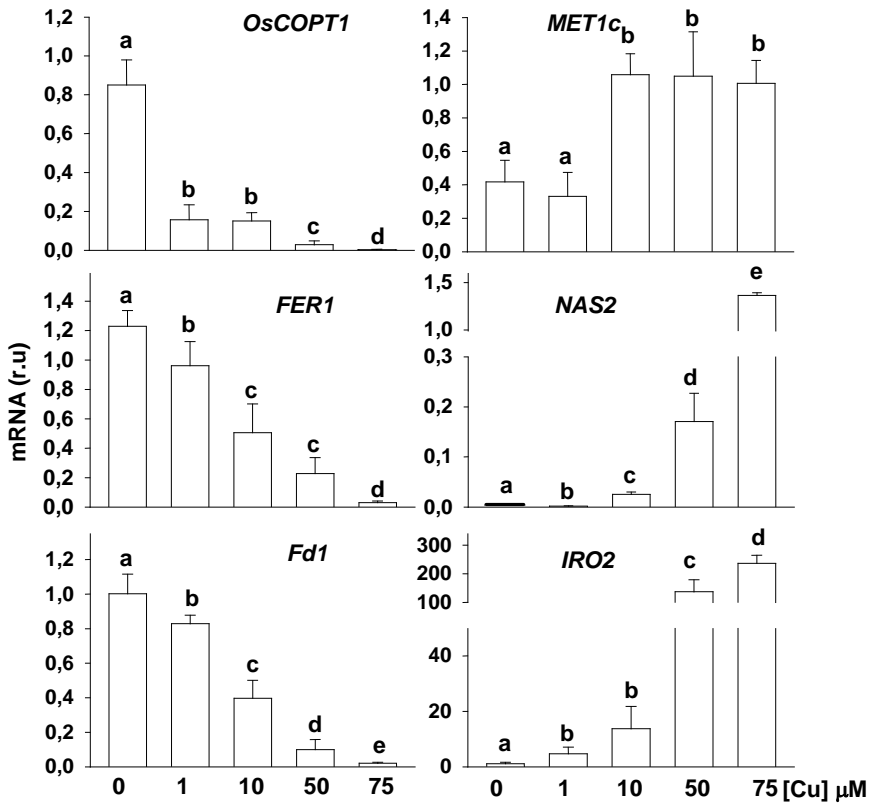 OsCOPT1
1,2
1,0
0,8
0,6
0,4
0,2
0,0
a
b
b
c
d
MET1c
1,4
1,2
1,0
0,8
0,6
0,4
0,2
0,0
a
a
b
b
b
mRNA (r.u)
FER1
1,4
1,2
1,0
0,8
0,6
0,4
0,2
0,0
a
b
c
c
d
NAS2
1,5
1,0
0,3
0,2
0,1
0,0
a
b
c
d
e
Fd1
1,2
1,0
0,8
0,6
0,4
0,2
0,0
a
b
c
d
e
0 1 10 50 75
IRO2
300
200
100
40
20
0
a
b
b
c
d
0 1 10 50 75 [Cu] μM